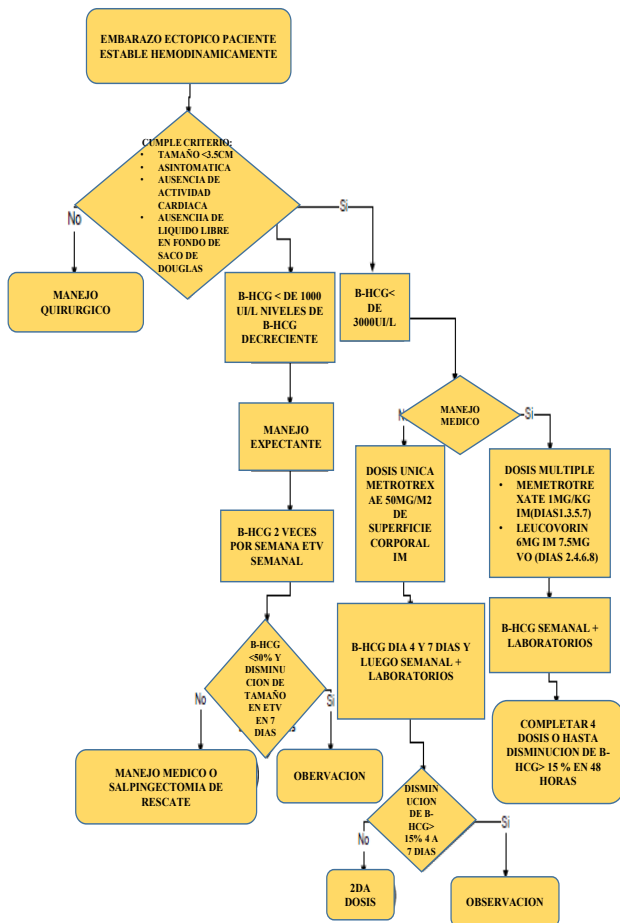 EMBARAZO ECTOPICO PACIENTE
ESTABLE HEMODINAMICAMENTE
CUMPLE CRITERIO:
• TAMAÑO <3.5CM
• ASINTOMATICA
• AUSENCIA DE
ACTIVIDAD
CARDIACA
• AUSENCIIA DE
LIQUIDO LIBRE
EN FONDO DE
SACO DE
DOUGLAS
No
Si
MANEJO
QUIRURGICO
B-HCG < DE 1000
UI/L NIVELES DE
B-HCG
DECRECIENTE
B-HCG<
DE
3000UI/L
MANEJO
EXPECTANTE
MANEJO
MEDICO
N
Si
DOSIS UNICA
METROTREX
AE 50MG/M2
DE
SUPERFICIE
CORPORAL
IM
DOSIS MULTIPLE
• MEMETROTRE
XATE 1MG/KG
IM(DIAS1.3.5.7)
• LEUCOVORIN
6MG IM 7.5MG
VO (DIAS 2.4.6.8)
B-HCG 2 VECES
POR SEMANA ETV
SEMANAL
B-HCG DIA 4 Y 7 DIAS Y
LUEGO SEMANAL +
LABORATORIOS
B-HCG SEMANAL +
LABORATORIOS
B-HCG
<50% Y
DISMINU
CION DE
TAMAÑO
EN ETV
EN 7
DIAS
No
Si
MANEJO MEDICO O
SALPINGECTOMIA DE
RESCATE
OBERVACION
COMPLETAR 4
DOSIS O HASTA
DISMINUCION DE B-
HCG> 15 % EN 48
HORAS
DISM
INUCION
DE B-
HCG>
15% 4 A
7 DIAS
No
Si
2DA
DOSIS
OBSERVACION